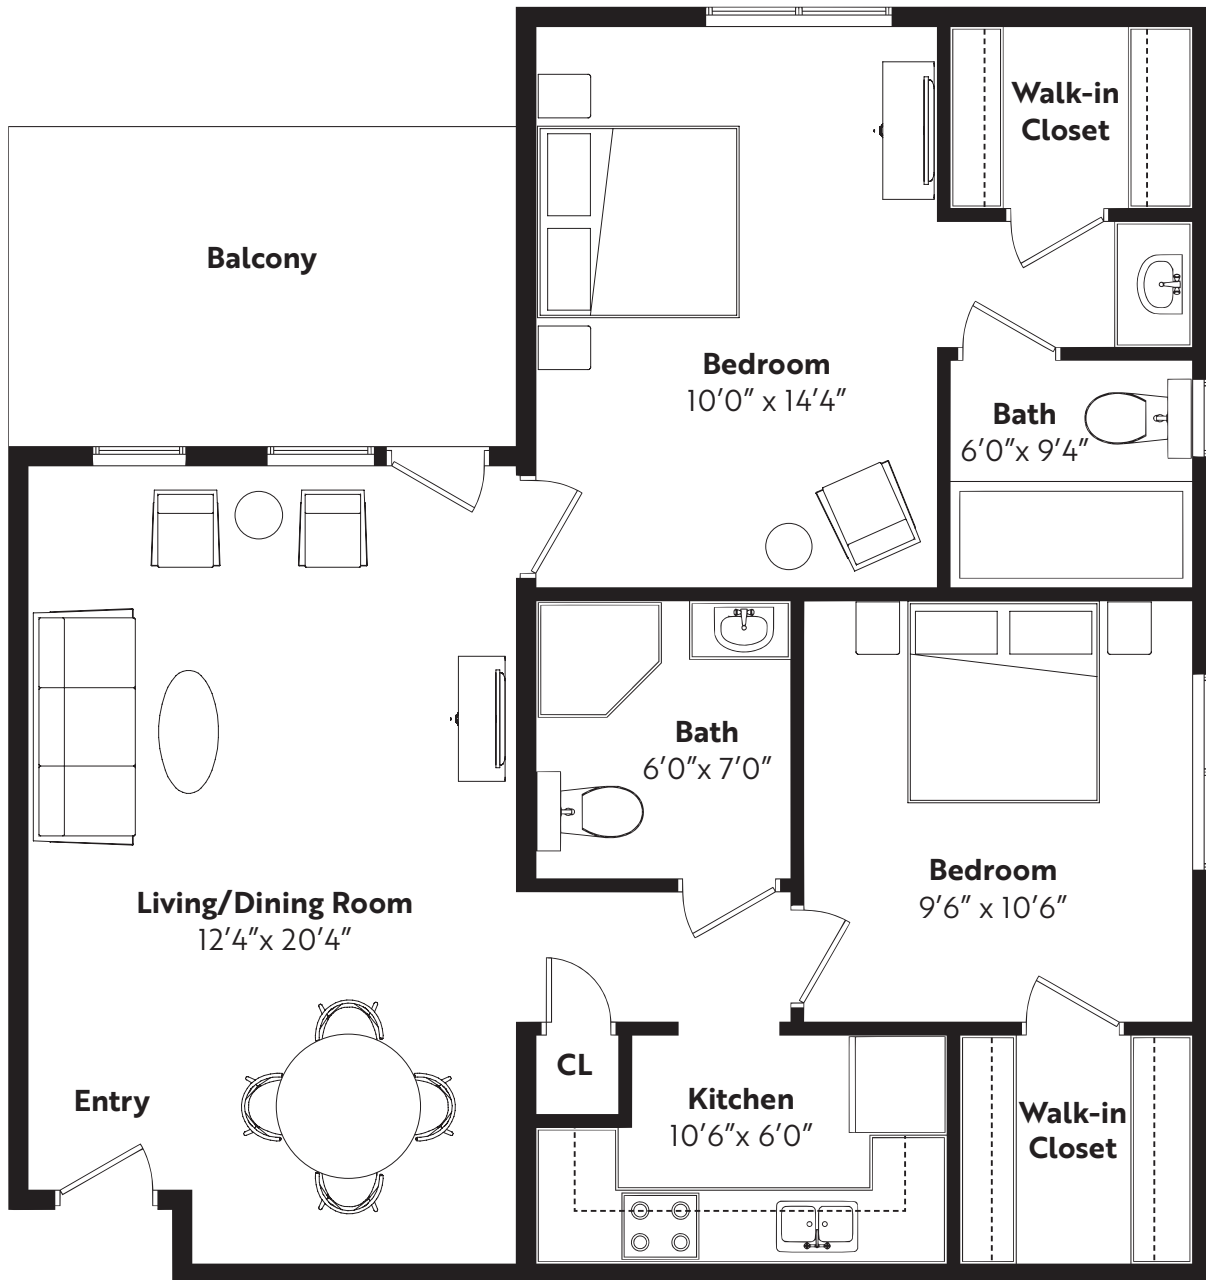 Walk-in
Closet
Balcony
Bedroom
10’0” x 14’4”
Bath
6’0”x 9’4”
Bath
6’0”x 7’0”
Bedroom
9’6” x 10’6”
Living/Dining Room
12’4”x 20’4”
CL
Entry
Kitchen
10’6”x 6’0”
Walk-in
Closet